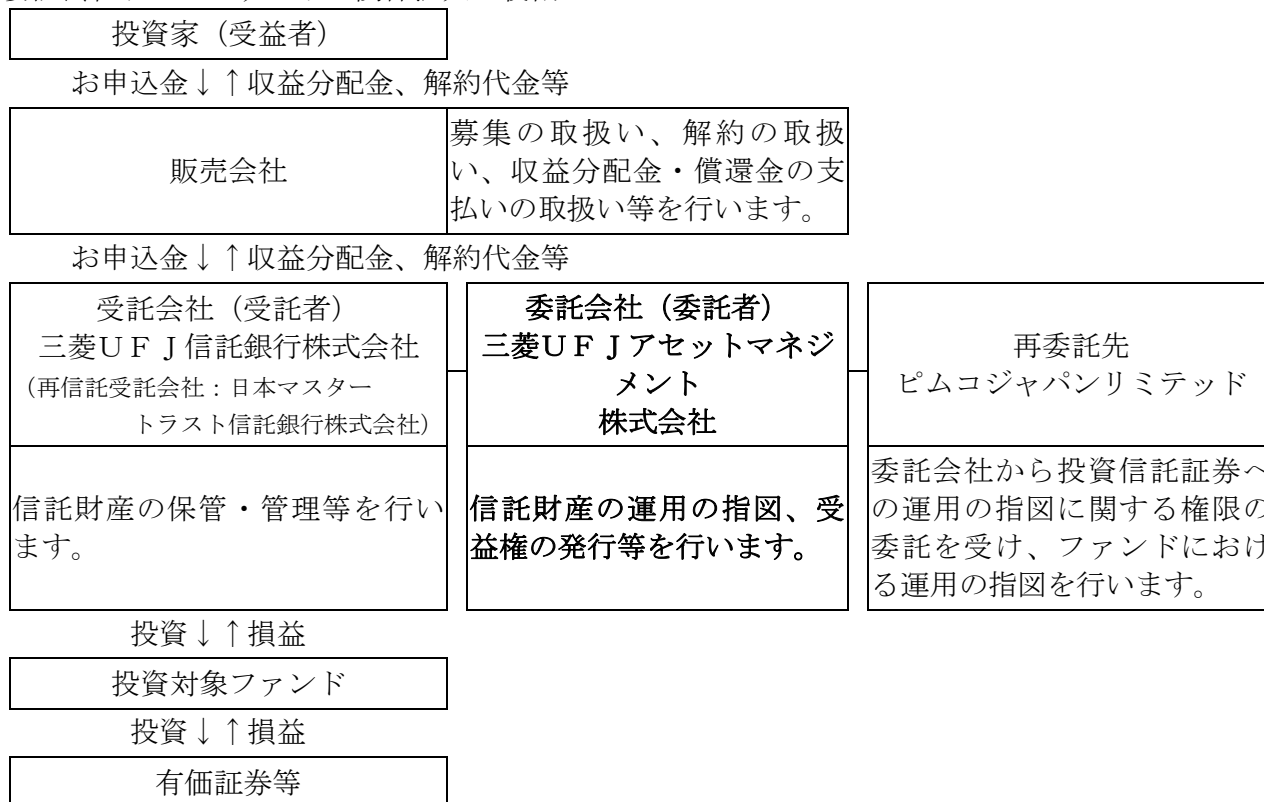 投資家(受益者)
お申込金↓↑収益分配金、解約代金等
販売会社
募集の取扱い、解約の取扱
い、収益分配金・償還金の支
払いの取扱い等を行います。
お申込金↓↑収益分配金、解約代金等
受託会社(受託者)
三菱UFJ信託銀行株式会社
(再信託受託会社:日本マスター
トラスト信託銀行株式会社)
委託会社(委託者)
三菱UFJアセットマネジ
メント
株式会社
再委託先
ピムコジャパンリミテッド
信託財産の保管・管理等を行い
ます。
信託財産の運用の指図、受
益権の発行等を行います。
委託会社から投資信託証券へ
の運用の指図に関する権限の
委託を受け、ファンドにおけ
る運用の指図を行います。
投資↓↑損益
投資対象ファンド
投資↓↑損益
有価証券等